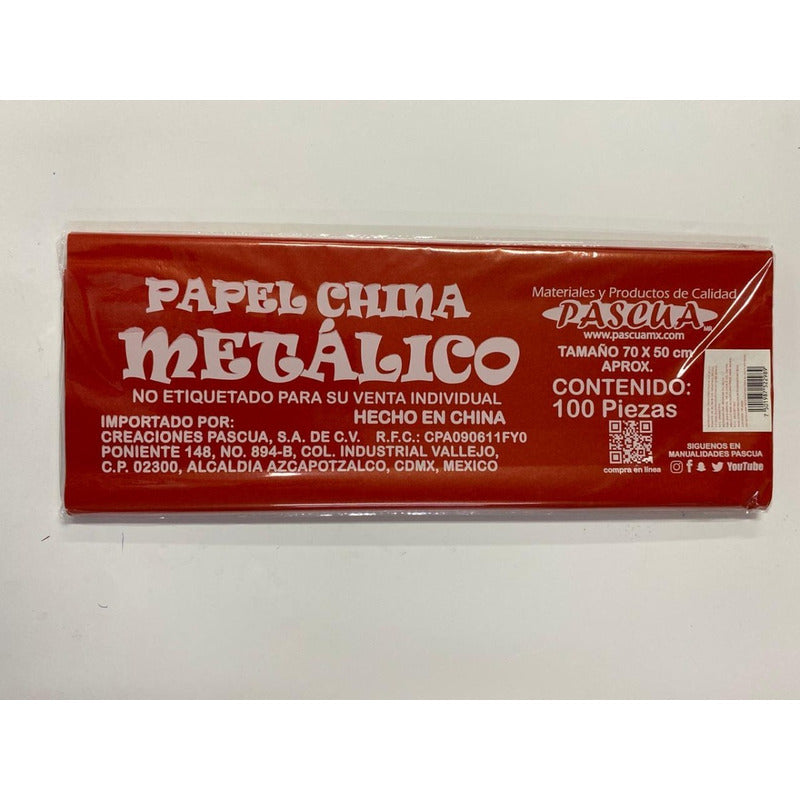 PAPEL CHINA
METÁLICO
NO ETIQUETADO PARA SU VENTA INDIVIDUAL
HECHO EN CHINA
IMPORTADO POR:
CREACIONES PASCUA, S.A. DE C.V. R.F.C.: CPA090611FY0
PONIENTE 148, NO. 894-B, COL. INDUSTRIAL VALLEJO,
C.P. 02300, ALCALDIA AZCAPOTZALCO, CDMX, MEXICO
Materiales y Productos de Calidad
PASCUA MR
www.pascuamx.com
TAMAÑO 70 X 50 cm
APROX.
CONTENIDO:
100 Piezas
compra en línea
SIGUENOS EN
MANUALIDADES PASCUA
YouTube